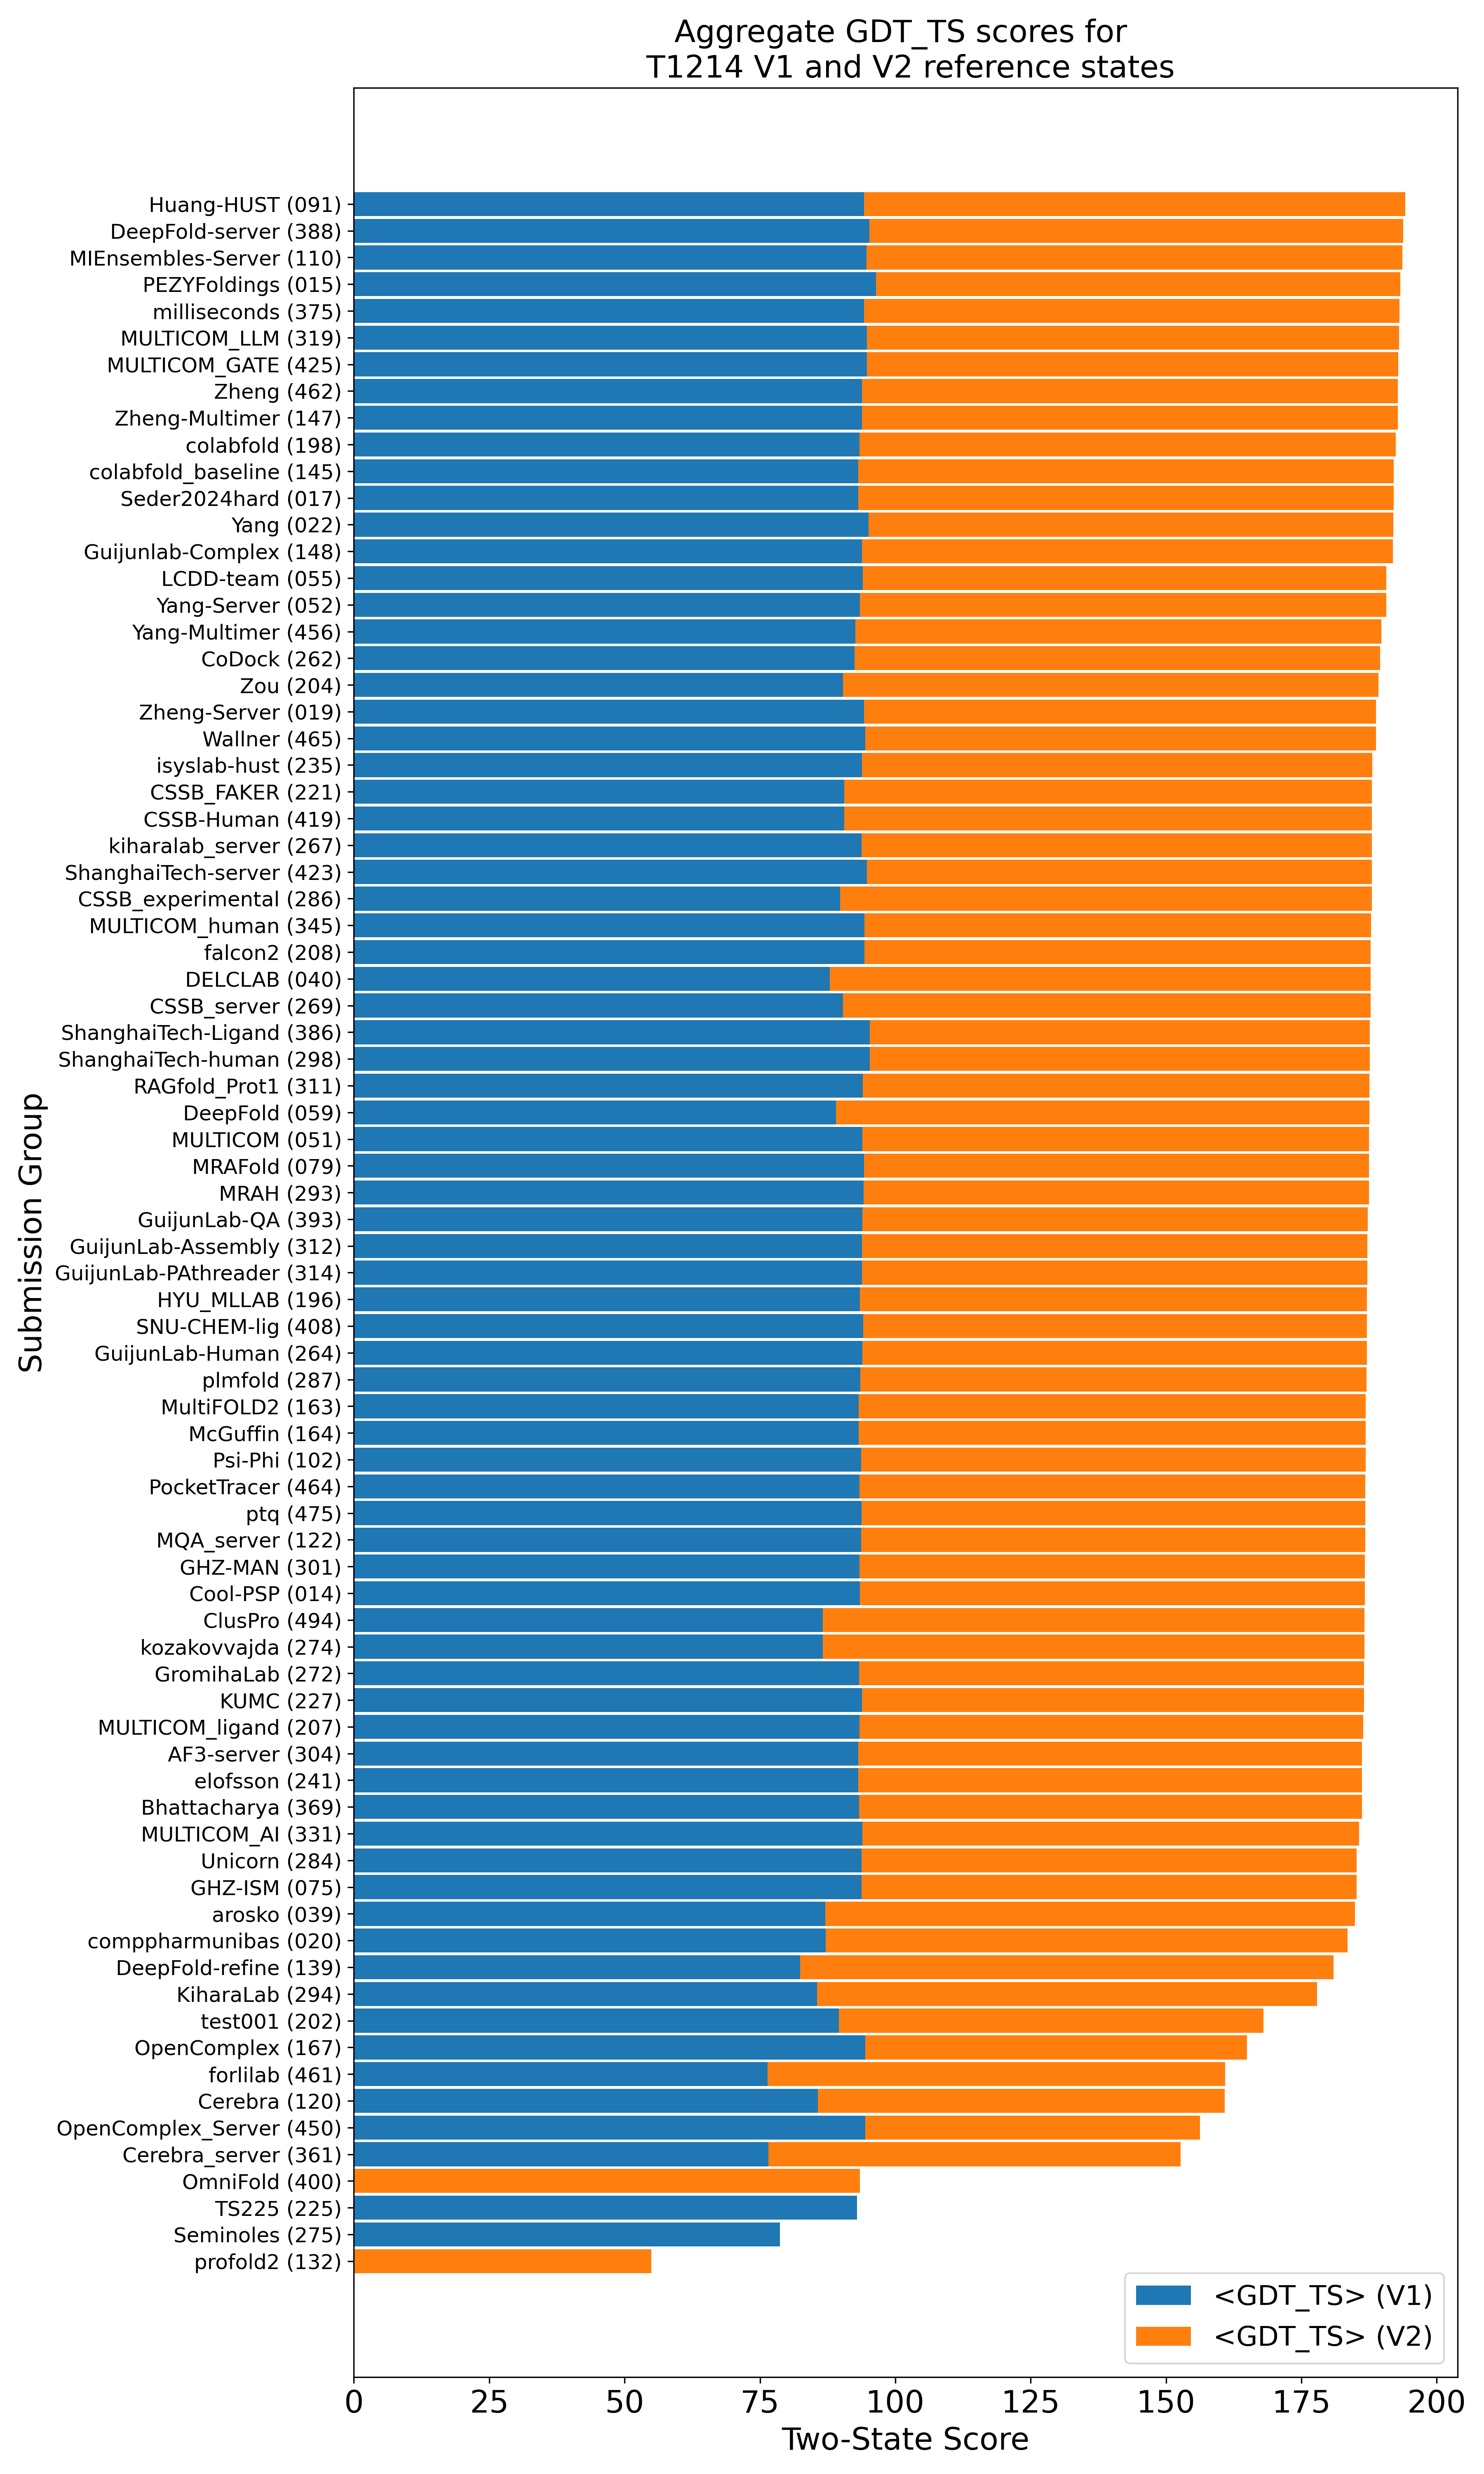 Aggregate GDT_TS scores for
T1214 V1 and V2 reference states
Submission Group
Huang-HUST (091)
DeepFold-server (388)
MIEnsembles-Server (110)
PEZYFoldings (015)
milliseconds (375)
MULTICOM_LLM (319)
MULTICOM_GATE (425)
Zheng (462)
Zheng-Multimer (147)
colabfold (198)
colabfold_baseline (145)
Seder2024hard (017)
Yang (022)
Guijunlab-Complex (148)
LCDD-team (055)
Yang-Server (052)
Yang-Multimer (456)
CoDock (262)
Zou (204)
Zheng-Server (019)
Wallner (465)
isyslab-hust (235)
CSSB_FAKER (221)
CSSB-Human (419)
kiharalab_server (267)
ShanghaiTech-server (423)
CSSB_experimental (286)
MULTICOM_human (345)
falcon2 (208)
DELCLAB (040)
CSSB_server (269)
ShanghaiTech-Ligand (386)
ShanghaiTech-human (298)
RAGfold_Prot1 (311)
DeepFold (059)
MULTICOM (051)
MRAFold (079)
MRAH (293)
GuijunLab-QA (393)
GuijunLab-Assembly (312)
GuijunLab-PAthreader (314)
HYU_MLLAB (196)
SNU-CHEM-lig (408)
GuijunLab-Human (264)
plmfold (287)
MultiFOLD2 (163)
McGuffin (164)
Psi-Phi (102)
PocketTracer (464)
ptq (475)
MQA_server (122)
GHZ-MAN (301)
Cool-PSP (014)
ClusPro (494)
kozakovvajda (274)
GromihaLab (272)
KUMC (227)
MULTICOM_ligand (207)
AF3-server (304)
elofsson (241)
Bhattacharya (369)
MULTICOM_AI (331)
Unicorn (284)
GHZ-ISM (075)
arosko (039)
comppharmunibas (020)
DeepFold-refine (139)
KiharaLab (294)
test001 (202)
OpenComplex (167)
forlilab (461)
Cerebra (120)
OpenComplex_Server (450)
Cerebra_server (361)
OmniFold (400)
TS225 (225)
Seminoles (275)
profold2 (132)
<GDT_TS> (V1)
<GDT_TS> (V2)
0 25 50 75 100 125 150 175 200
Two-State Score